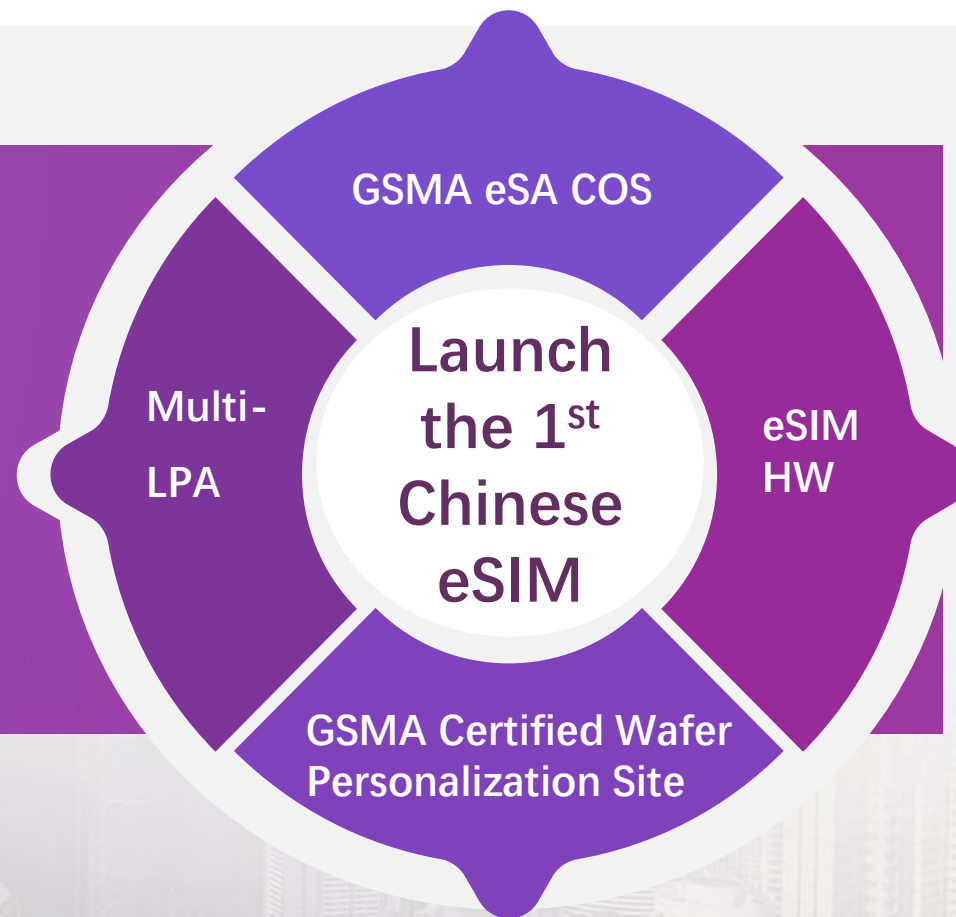 GSMA eSA COS
Multi-
LPA
Launch
the 1st
Chinese
eSIM
eSIM
HW
GSMA Certified Wafer
Personalization Site